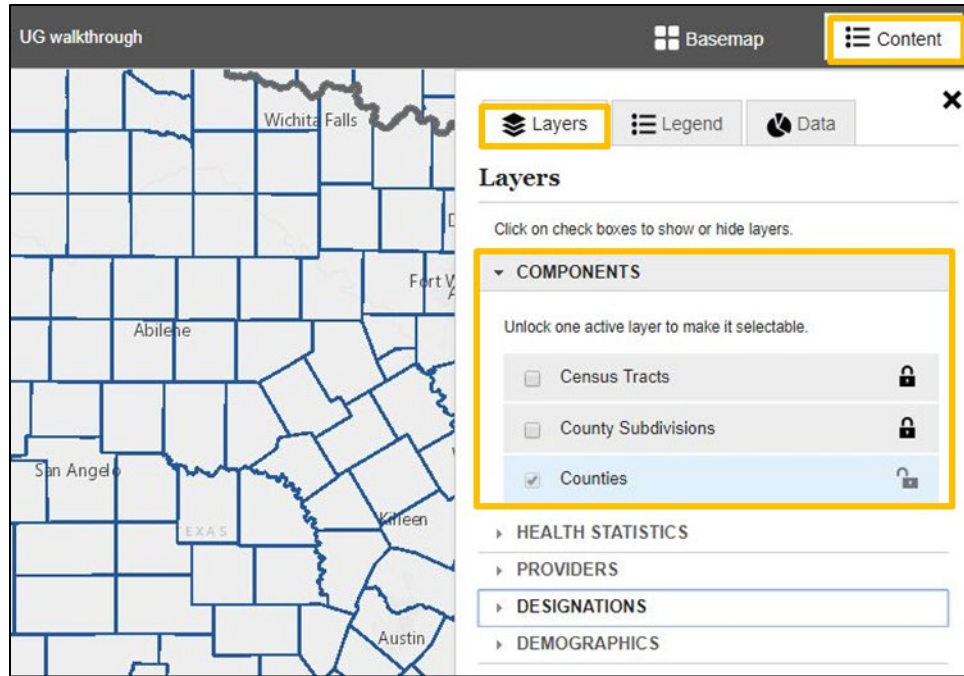 UG walkthrough
Basemap
Content
Layers
Legend
Data
Layers
Click on check boxes to show or hide layers.
COMPONENTS
Unlock one active layer to make it selectable.
Census Tracts
County Subdivisions
Counties
HEALTH STATISTICS
PROVIDERS
DESIGNATIONS
DEMOGRAPHICS
Wichita Falls
Fort
Abilene
San Angelo
TEXAS
Killeen
Austin